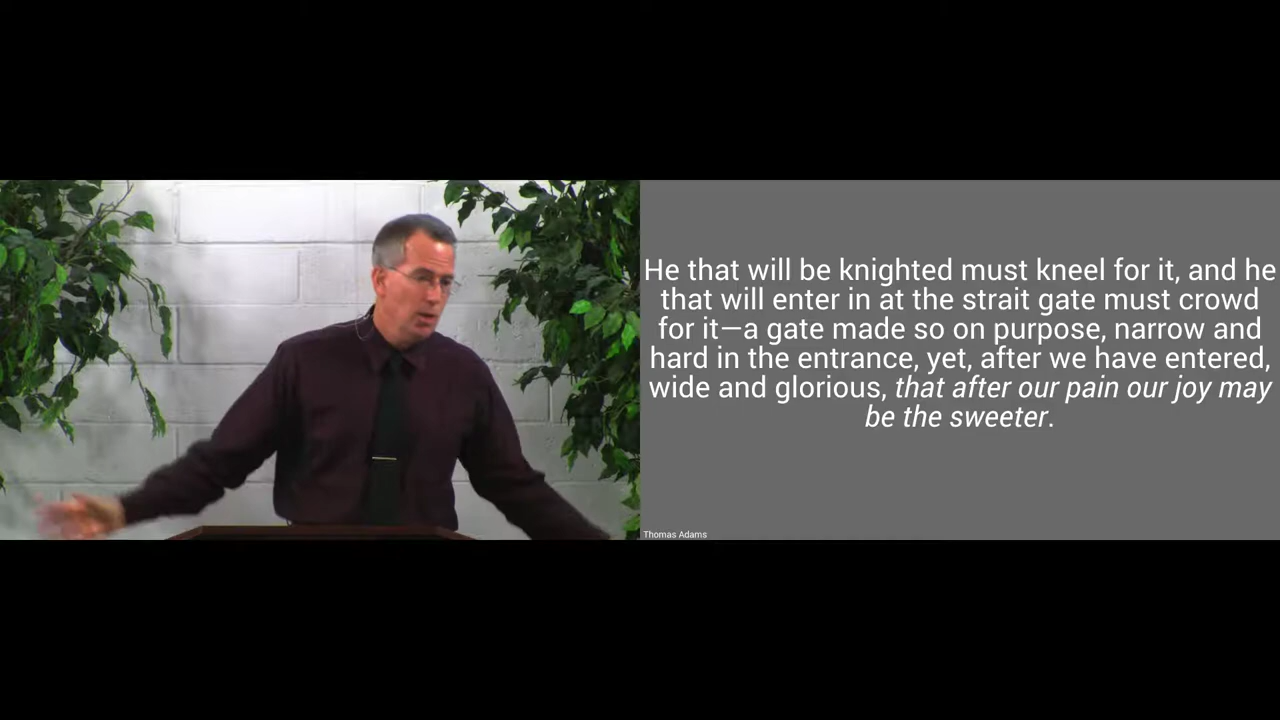 He that will be knighted must kneel for it, and he
that will enter in at the strait gate must crowd
for it—a gate made so on purpose, narrow and
hard in the entrance, yet, after we have entered,
wide and glorious, that after our pain our joy may
be the sweeter.
Thomas Adams